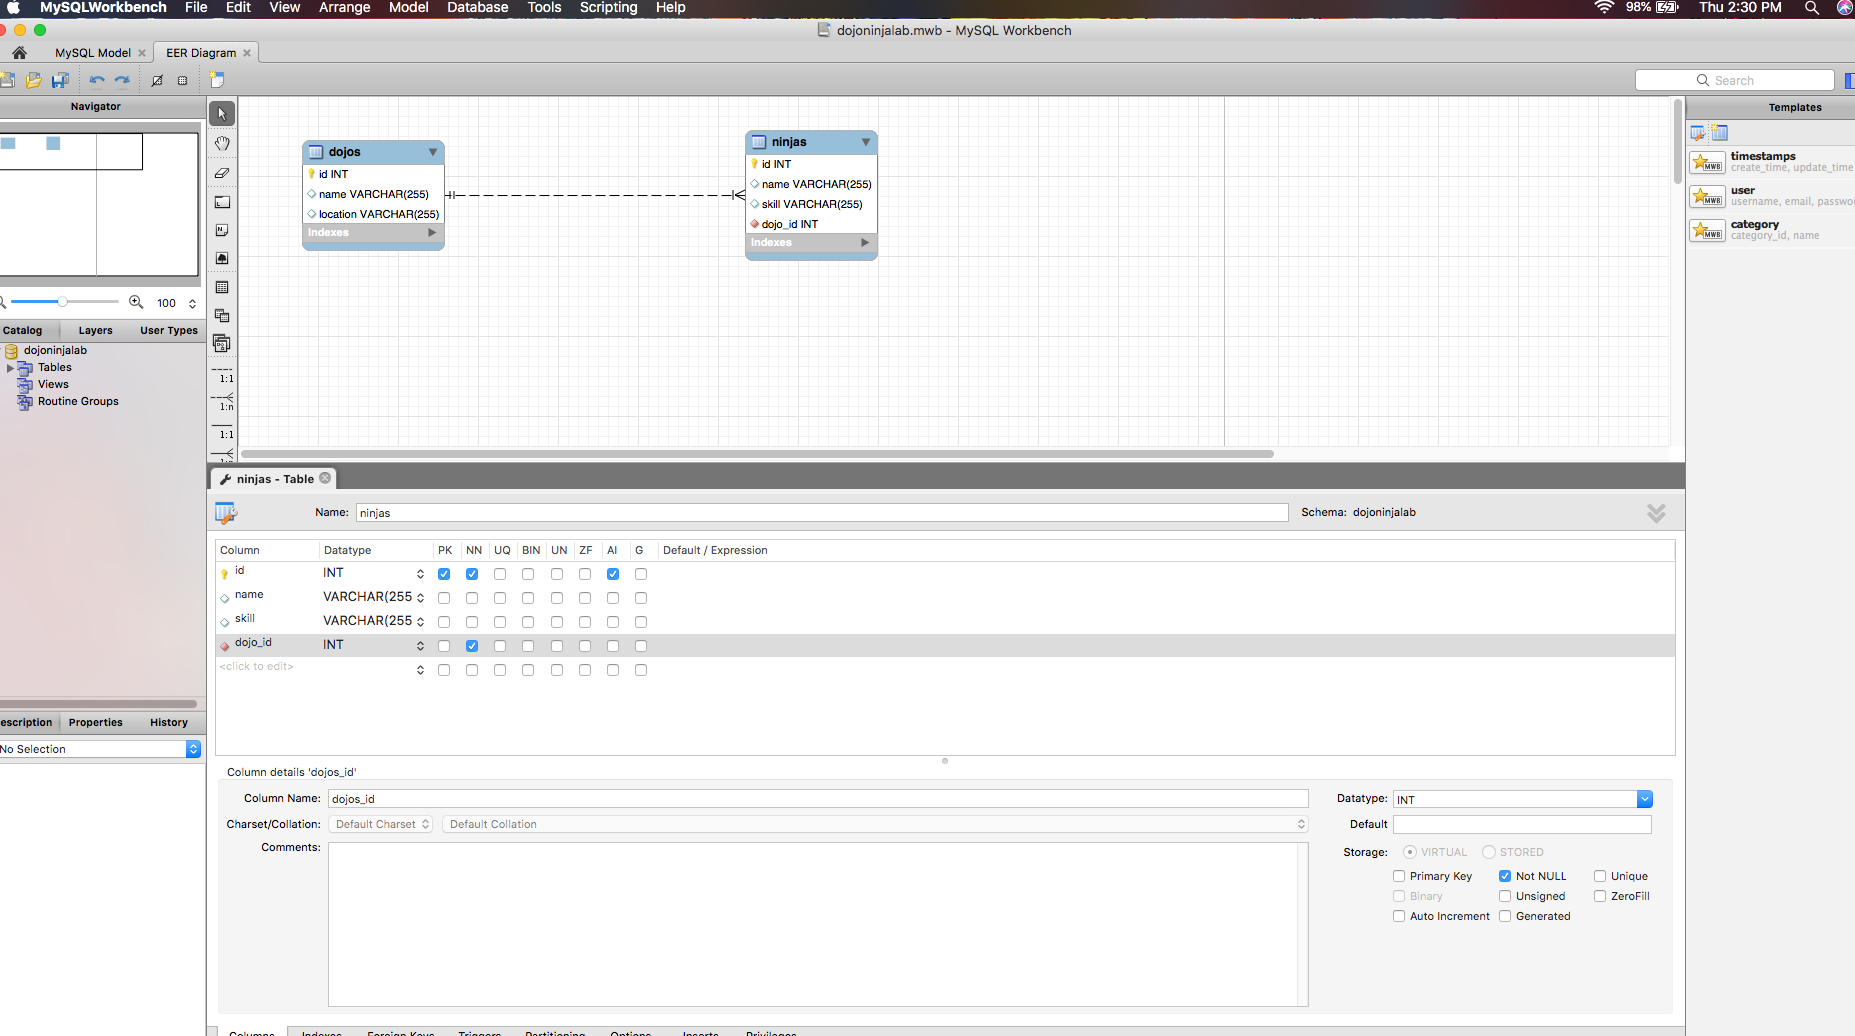 MySQLWorkbench File Edit View Arrange Model Database Tools Scripting Help 98% Thu 2:30 PM
dojoninjalab.mwb - MySQL Workbench
MySQL Model EER Diagram
Search
Navigator
100
Catalog Layers User Types
dojoninjalab
Tables
Views
Routine Groups
escription Properties History
No Selection
1:1
1:n
1:1
dojos
id INT
name VARCHAR(255)
location VARCHAR(255)
Indexes
ninjas
id INT
name VARCHAR(255)
skill VARCHAR(255)
dojo_id INT
Indexes
Templates
timestamps
create_time, update_time
user
username, email, passwor
category
category_id, name
ninjas - Table
Name: ninjas Schema: dojoninjalab
Column Datatype PK NN UQ BIN UN ZF AI G Default / Expression
id INT
name VARCHAR(255
skill VARCHAR(255
dojo_id INT
<click to edit>
Column details 'dojos_id'
Column Name: dojos_id
Charset/Collation: Default Charset Default Collation
Comments:
Datatype: INT
Default
Storage: VIRTUAL STORED
Primary Key Not NULL Unique
Binary Unsigned ZeroFill
Auto Increment Generated
Columns Indexes Foreign Keys Triggers Partitioning Options Inserts Privileges